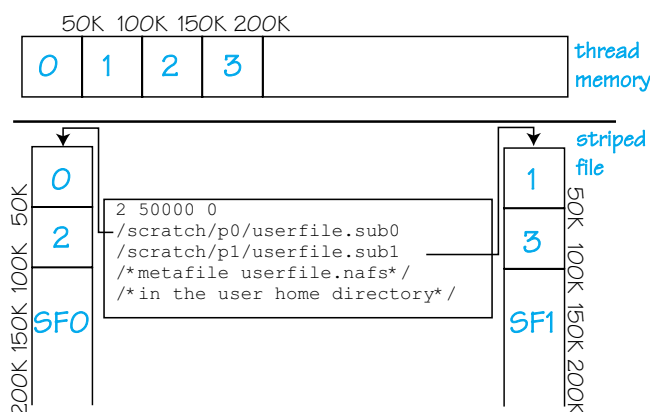 50K 100K 150K 200K
0 1 2 3
thread
memory
striped
file
0
2
SF0
50K
100K
150K
200K
2 50000 0
/scratch/p0/userfile.sub0
/scratch/p1/userfile.sub1
/*metafile userfile.nafs*/
/*in the user home directory*/
1
3
SF1
50K
100K
150K
200K